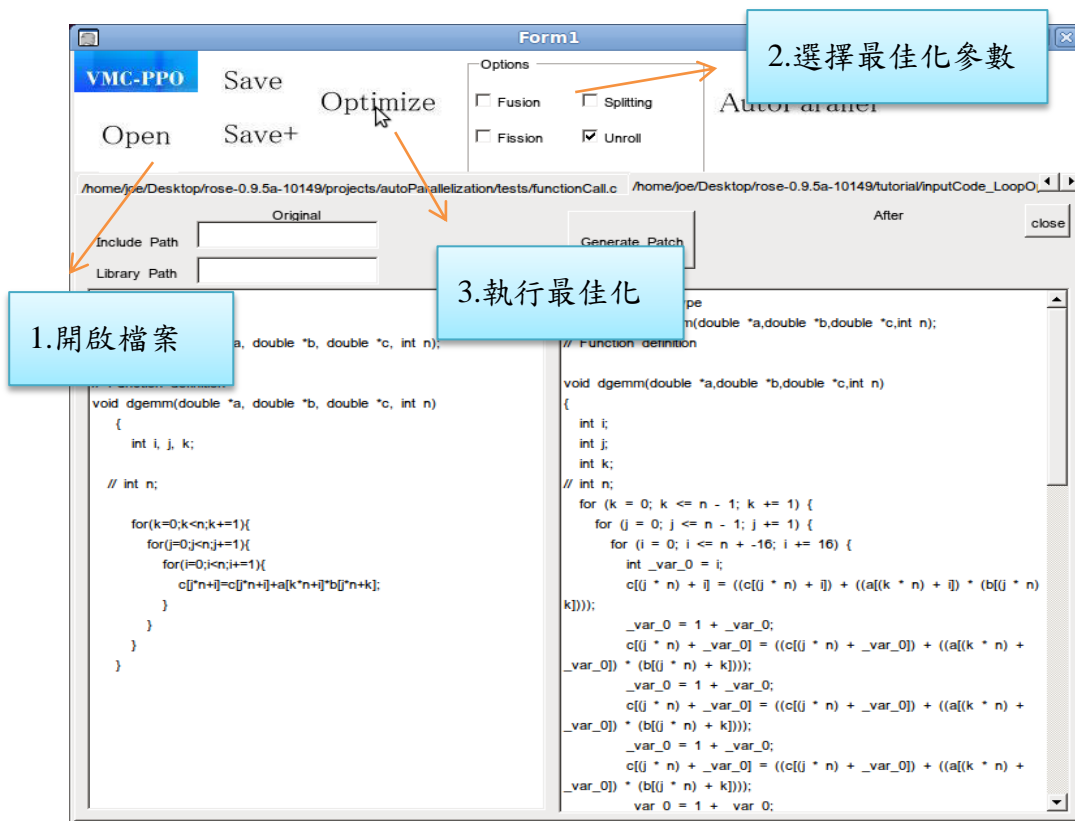 Form1
2.選擇最佳化參數
VMC-PPO
Save
Optimize
Open
Save+
Options
Fusion
Splitting
Fission
Unroll
/home/joe/Desktop/rose-0.9.5a-10149/projects/autoParallelization/tests/functionCall.c
/home/joe/Desktop/rose-0.9.5a-10149/tutorial/inputCode_LoopO
Original
Include Path
Library Path
Generate Patch
After
close
1.開啟檔案
3.執行最佳化
a, double *b, double *c, int n);
void dgemm(double *a, double *b, double *c, int n)
{
int i, j, k;
// int n;
for(k=0;k<n;k+=1){
for(j=0;j<n;j+=1){
for(i=0;i<n;i+=1){
c[j*n+i]=c[j*n+i]+a[k*n+i]*b[j*n+k];
}
}
}
}
pe
m(double *a,double *b,double *c,int n);
// Function definition
void dgemm(double *a,double *b,double *c,int n)
{
int i;
int j;
int k;
// int n;
for (k = 0; k <= n - 1; k += 1) {
for (j = 0; j <= n - 1; j += 1) {
for (i = 0; i <= n + -16; i += 16) {
int _var_0 = i;
c[(j * n) + i] = ((c[(j * n) + i]) + ((a[(k * n) + i]) * (b[(j * n)
k])));
_var_0 = 1 + _var_0;
c[(j * n) + _var_0] = ((c[(j * n) + _var_0]) + ((a[(k * n) +
_var_0]) * (b[(j * n) + k])));
_var_0 = 1 + _var_0;
c[(j * n) + _var_0] = ((c[(j * n) + _var_0]) + ((a[(k * n) +
_var_0]) * (b[(j * n) + k])));
_var_0 = 1 + _var_0;
c[(j * n) + _var_0] = ((c[(j * n) + _var_0]) + ((a[(k * n) +
_var_0]) * (b[(j * n) + k])));
_var_0 = 1 + _var_0;